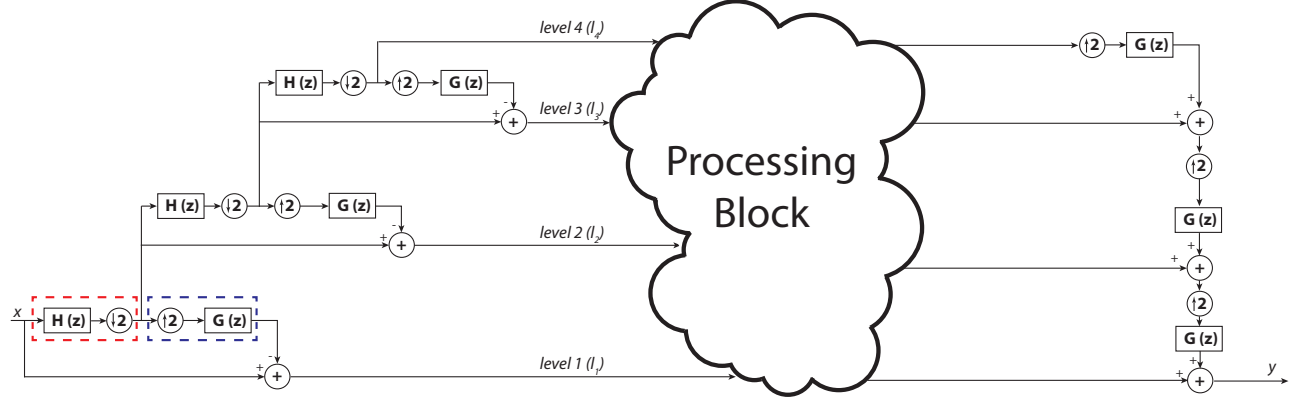 level 4 (l₄)
↑2 G (z)
H (z) ↓2 ↑2 G (z)
-
+
+ + level 3 (l₃)
+ +
↑2
Processing
Block
H (z) ↓2 ↑2 G (z)
G (z)
-
+
+ + level 2 (l₂)
+ +
↑2
x H (z) ↓2 ↑2 G (z)
G (z)
-
+
+ + level 1 (l₁)
+ + y